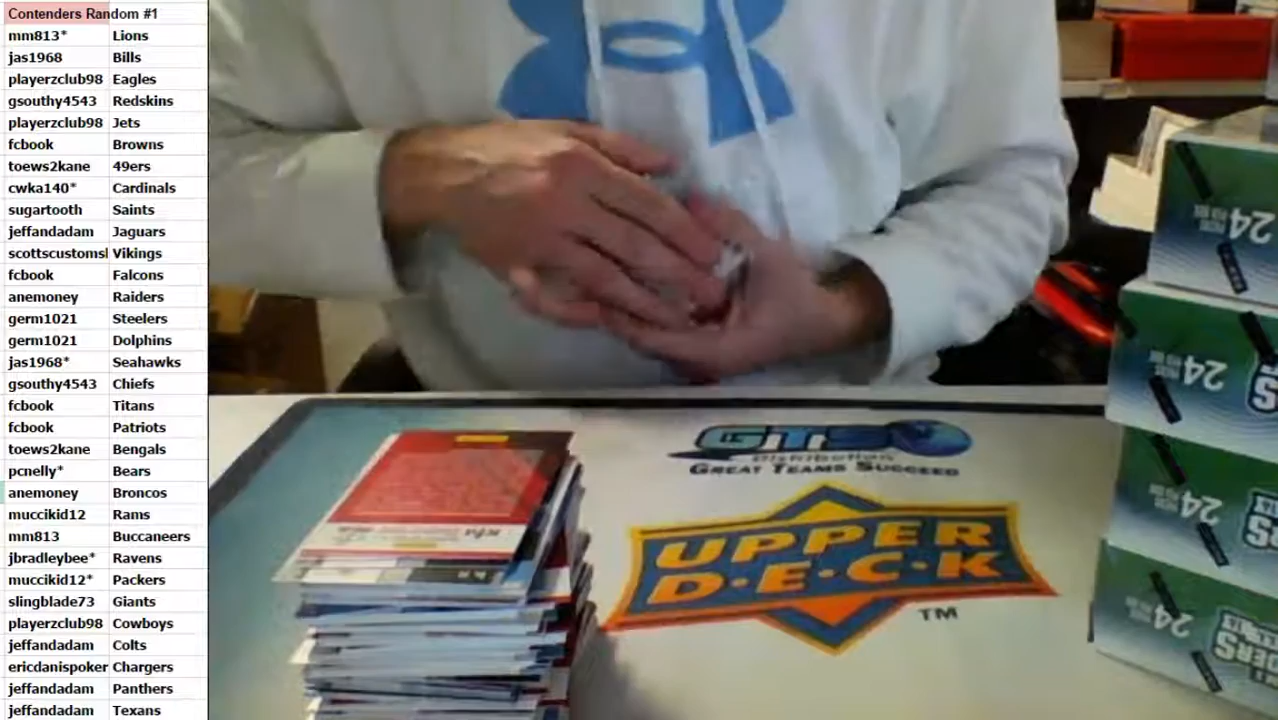 Contenders Random #1
mm813* Lions
jas1968 Bills
playerzclub98 Eagles
gsouthy4543 Redskins
playerzclub98 Jets
fcbook Browns
toews2kane 49ers
cwka140* Cardinals
sugartooth Saints
jeffandadam Jaguars
scottscustomsl Vikings
fcbook Falcons
anemoney Raiders
germ1021 Steelers
germ1021 Dolphins
jas1968* Seahawks
gsouthy4543 Chiefs
fcbook Titans
fcbook Patriots
toews2kane Bengals
pcnelly* Bears
anemoney Broncos
muccikid12 Rams
mm813 Buccaneers
jbradleybee* Ravens
muccikid12* Packers
slingblade73 Giants
playerzclub98 Cowboys
jeffandadam Colts
ericdanispoker Chargers
jeffandadam Panthers
jeffandadam Texans
GTS
Distribution
GREAT TEAMS SUCCEED
UPPER
D·E·C·K
TM
24
24
24
24